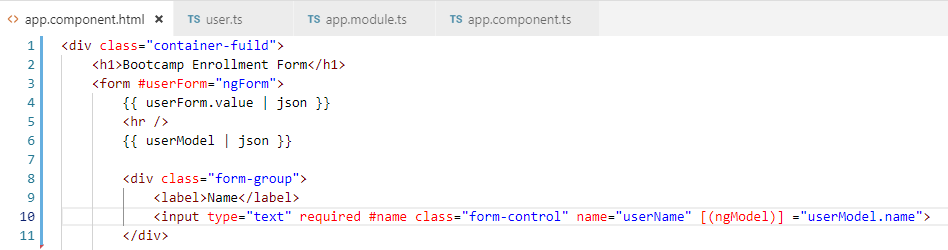 <> app.component.html × TS user.ts TS app.module.ts TS app.component.ts
1 <div class="container-fuild">
2 <h1>Bootcamp Enrollment Form</h1>
3 <form #userForm="ngForm">
4 {{ userForm.value | json }}
5 <hr />
6 {{ userModel | json }}
7
8 <div class="form-group">
9 <label>Name</label>
10 <input type="text" required #name class="form-control" name="userName" [(ngModel)] ="userModel.name">
11 </div>